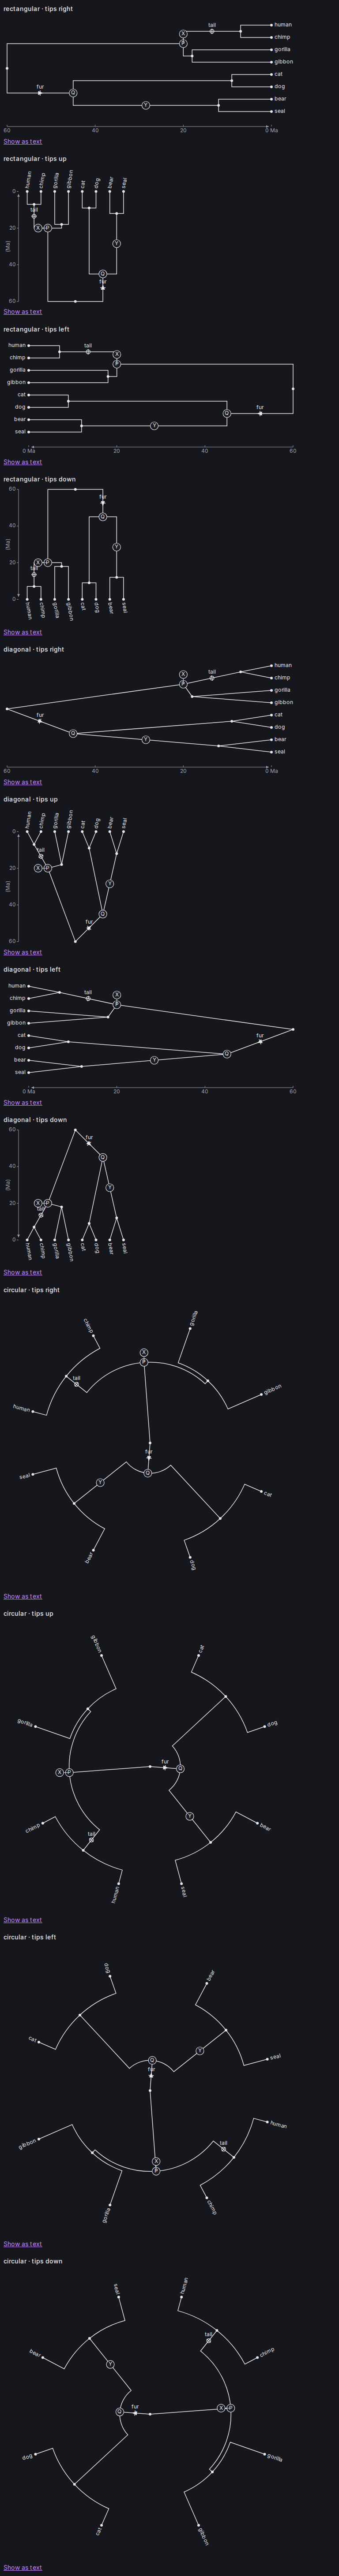 rectangular · tips right
tail
human
X
chimp
P
gorilla
gibbon
cat
fur
dog
Q
bear
Y
seal
60 40 20 0 Ma
Show as text
rectangular · tips up
human chimp gorilla gibbon cat dog bear seal
0
tail
20
X P
(Ma)
Y
40
Q
fur
60
Show as text
rectangular · tips left
human
tail
X
chimp
P
gorilla
gibbon
cat
dog
fur
Q
bear
Y
seal
0 Ma 20 40 60
Show as text
rectangular · tips down
60
fur
Q
40
(Ma)
Y
20
X P
tail
0
human chimp gorilla gibbon cat dog bear seal
Show as text
diagonal · tips right
human
tail
X
chimp
P
gorilla
gibbon
cat
fur
dog
Q
bear
Y
seal
60 40 20 0 Ma
Show as text
diagonal · tips up
human chimp gorilla gibbon cat dog bear seal
0
tail
20
X P
(Ma)
Y
40
Q
fur
60
Show as text
diagonal · tips left
human
tail
X
chimp
P
gorilla
gibbon
cat
fur
dog
Q
bear
Y
seal
0 Ma 20 40 60
Show as text
diagonal · tips down
60
fur
Q
40
(Ma)
Y
20
X P
tail
0
human chimp gorilla gibbon cat dog bear seal
Show as text
circular · tips right
gorilla
chimp
X
P
tail
gibbon
human
fur
seal
Q
Y
cat
bear
dog
Show as text
circular · tips up
gibbon
cat
gorilla
dog
fur
X P
Q
Y
chimp
bear
tail
human
seal
Show as text
circular · tips left
dog
bear
cat
Y
seal
Q
fur
human
gibbon
tail
X
P
gorilla
chimp
Show as text
circular · tips down
seal
human
tail
bear
chimp
Y
fur
Q
X P
dog
gorilla
cat
gibbon
Show as text